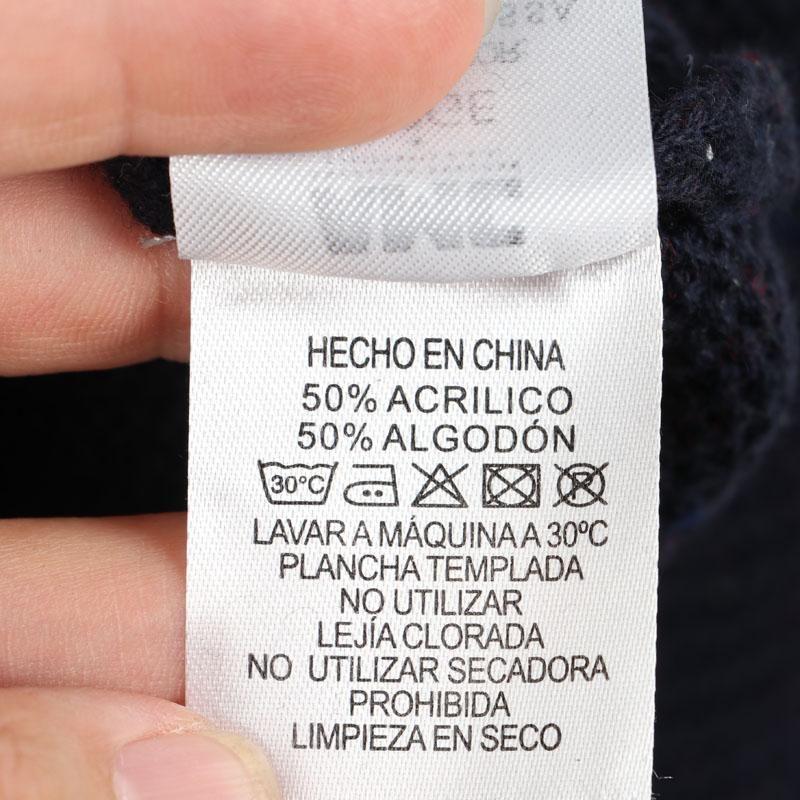 HECHO EN CHINA
50% ACRILICO
50% ALGODÓN
30°C P
LAVAR A MÁQUINA A 30ºC
PLANCHA TEMPLADA
NO UTILIZAR
LEJÍA CLORADA
NO UTILIZAR SECADORA
PROHIBIDA
LIMPIEZA EN SECO